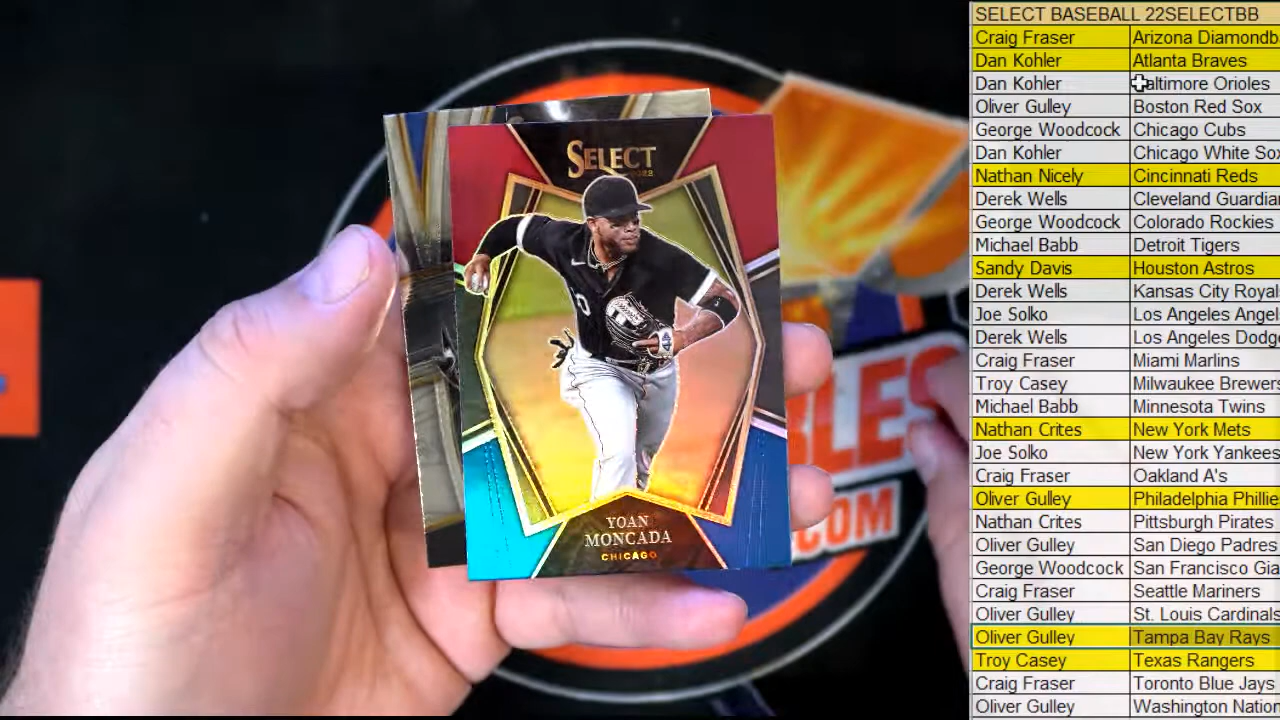 SELECT
2022
YOAN
MONCADA
CHICAGO
BLES
.COM
SELECT BASEBALL 22SELECTBB
Craig Fraser Arizona Diamondb
Dan Kohler Atlanta Braves
Dan Kohler altimore Orioles
Oliver Gulley Boston Red Sox
George Woodcock Chicago Cubs
Dan Kohler Chicago White Sox
Nathan Nicely Cincinnati Reds
Derek Wells Cleveland Guardian
George Woodcock Colorado Rockies
Michael Babb Detroit Tigers
Sandy Davis Houston Astros
Derek Wells Kansas City Royal
Joe Solko Los Angeles Angel
Derek Wells Los Angeles Dodg
Craig Fraser Miami Marlins
Troy Casey Milwaukee Brewers
Michael Babb Minnesota Twins
Nathan Crites New York Mets
Joe Solko New York Yankees
Craig Fraser Oakland A's
Oliver Gulley Philadelphia Phillie
Nathan Crites Pittsburgh Pirates
Oliver Gulley San Diego Padres
George Woodcock San Francisco Gia
Craig Fraser Seattle Mariners
Oliver Gulley St. Louis Cardinals
Oliver Gulley Tampa Bay Rays
Troy Casey Texas Rangers
Craig Fraser Toronto Blue Jays
Oliver Gulley Washington Nation